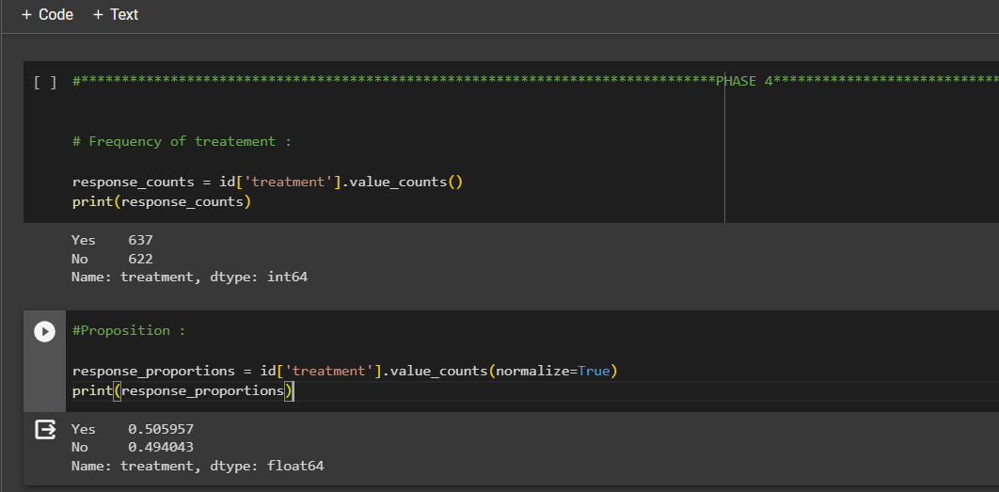 + Code + Text
[ ] #******************************************************************************PHASE 4****************************
# Frequency of treatement :
response_counts = id['treatment'].value_counts()
print(response_counts)
Yes 637
No 622
Name: treatment, dtype: int64
#Proposition :
response_proportions = id['treatment'].value_counts(normalize=True)
print(response_proportions)
Yes 0.505957
No 0.494043
Name: treatment, dtype: float64